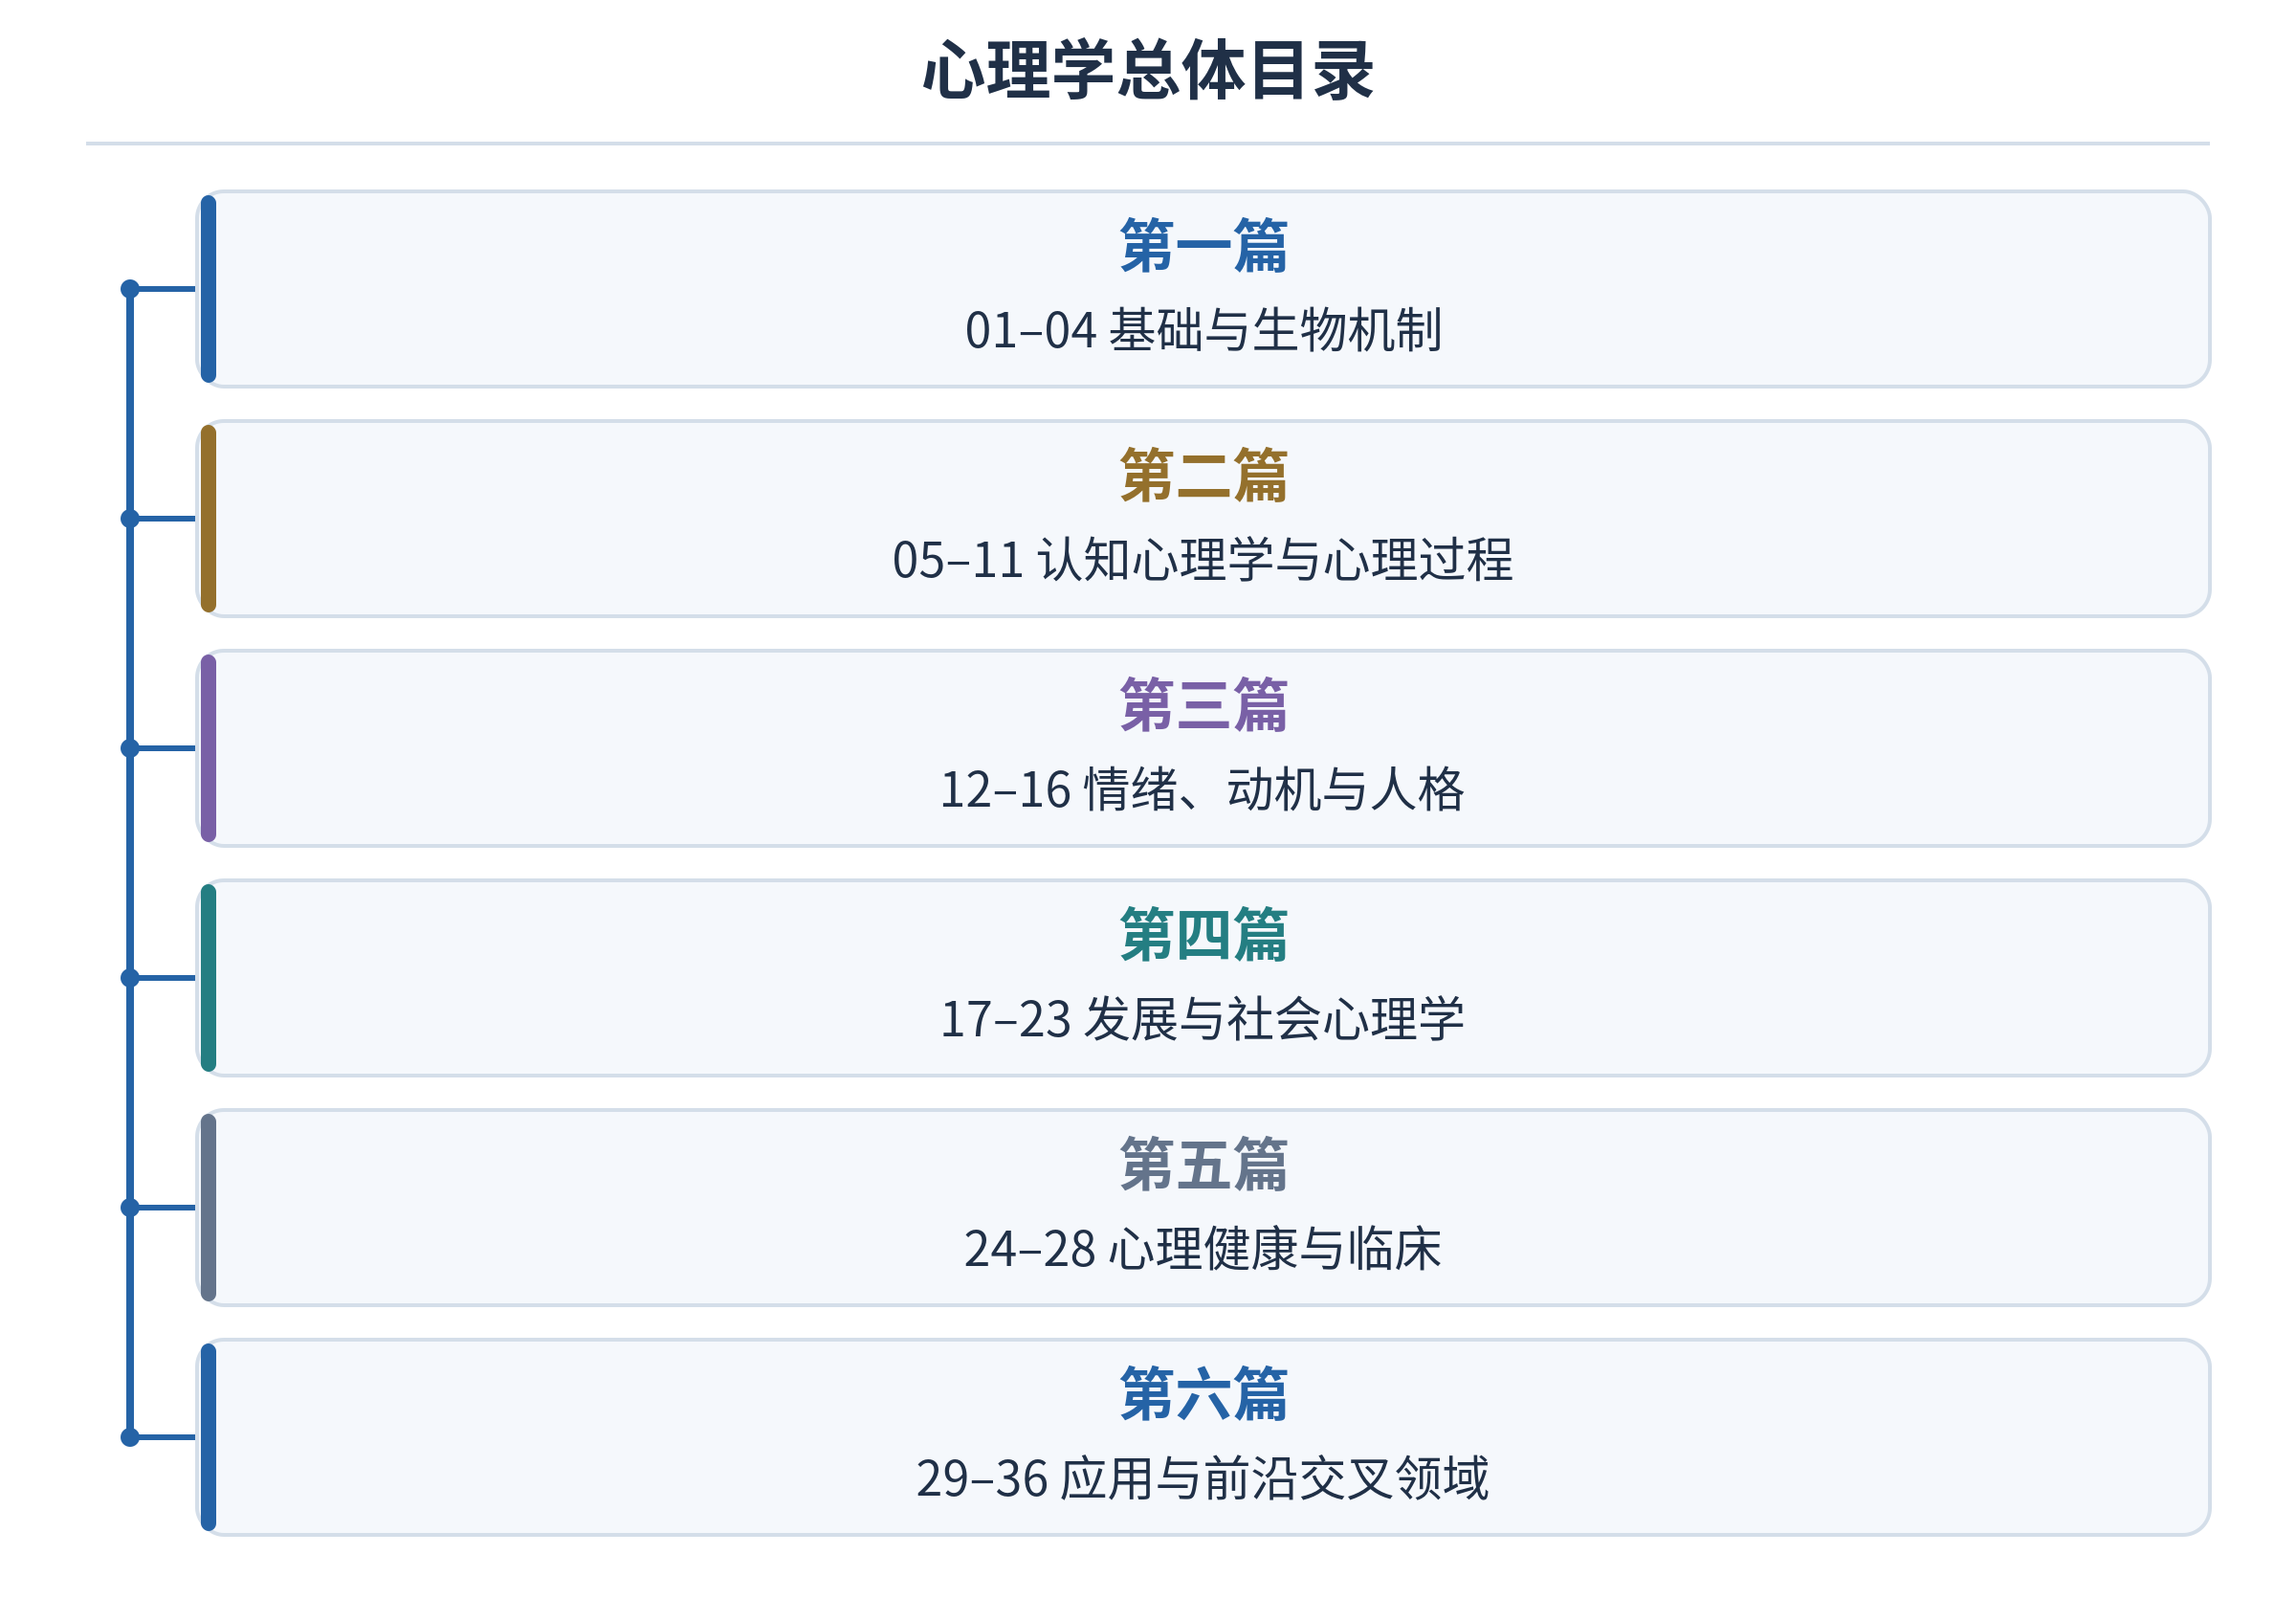 心理学总体目录
第一篇
01–04 基础与生物机制
第二篇
05–11 认知心理学与心理过程
第三篇
12–16 情绪、动机与人格
第四篇
17–23 发展与社会心理学
第五篇
24–28 心理健康与临床
第六篇
29–36 应用与前沿交叉领域